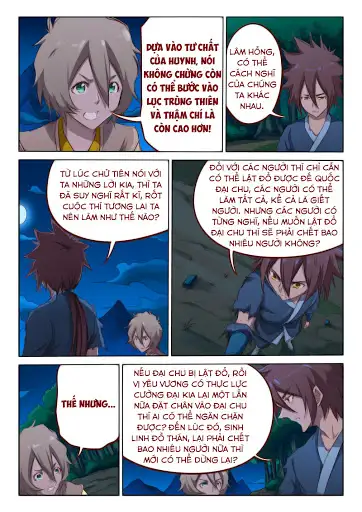 DỰA VÀO TƯ CHẤT
CỦA HUYNH, NÓI
KHÔNG CHỪNG CÒN
CÓ THỂ BƯỚC VÀO
LỤC TRÙNG THIÊN
VÀ THẬM CHÍ LÀ
CÒN CAO HƠN!
LÂM HỒNG,
CÓ THỂ
CÁCH NGHĨ
CỦA CHÚNG
TA KHÁC
NHAU.
TỪ LÚC CHỬ TIÊN NÓI VỚI
TA NHỮNG LỜI KIA, THÌ TA
ĐÃ SUY NGHĨ RẤT KĨ, RỐT
CUỘC THÌ TƯƠNG LAI TA
NÊN LÀM NHƯ THẾ NÀO?
ĐỐI VỚI CÁC NGƯỜI THÌ CHỈ CẦN
CÓ THỂ LẬT ĐỔ ĐƯỢC ĐẾ QUỐC
ĐẠI CHU, CÁC NGƯỜI CÓ THỂ
LÀM TẤT CẢ, KỂ CẢ LÀ GIẾT
NGƯỜI, NHƯNG CÁC NGƯỜI CÓ
TỪNG NGHĨ, NẾU MUỐN LẬT ĐỔ
ĐẠI CHU THÌ SẼ PHẢI CHẾT BAO
NHIÊU NGƯỜI KHÔNG?
THẾ NHƯNG...
NẾU ĐẠI CHU BỊ LẬT ĐỔ, RỒI
VỊ YÊU VƯƠNG CÓ THỰC LỰC
CƯỜNG ĐẠI KIA LẠI MỘT LẦN
NỮA ĐẶT CHÂN VÀO ĐẠI CHU
THÌ AI CÓ THỂ NGĂN CHẶN
ĐƯỢC? ĐẾN LÚC ĐÓ, SINH
LINH ĐỒ THÁN, LẠI PHẢI CHẾT
BAO NHIÊU NGƯỜI NỮA THÌ
MỚI CÓ THỂ DỪNG LẠI?